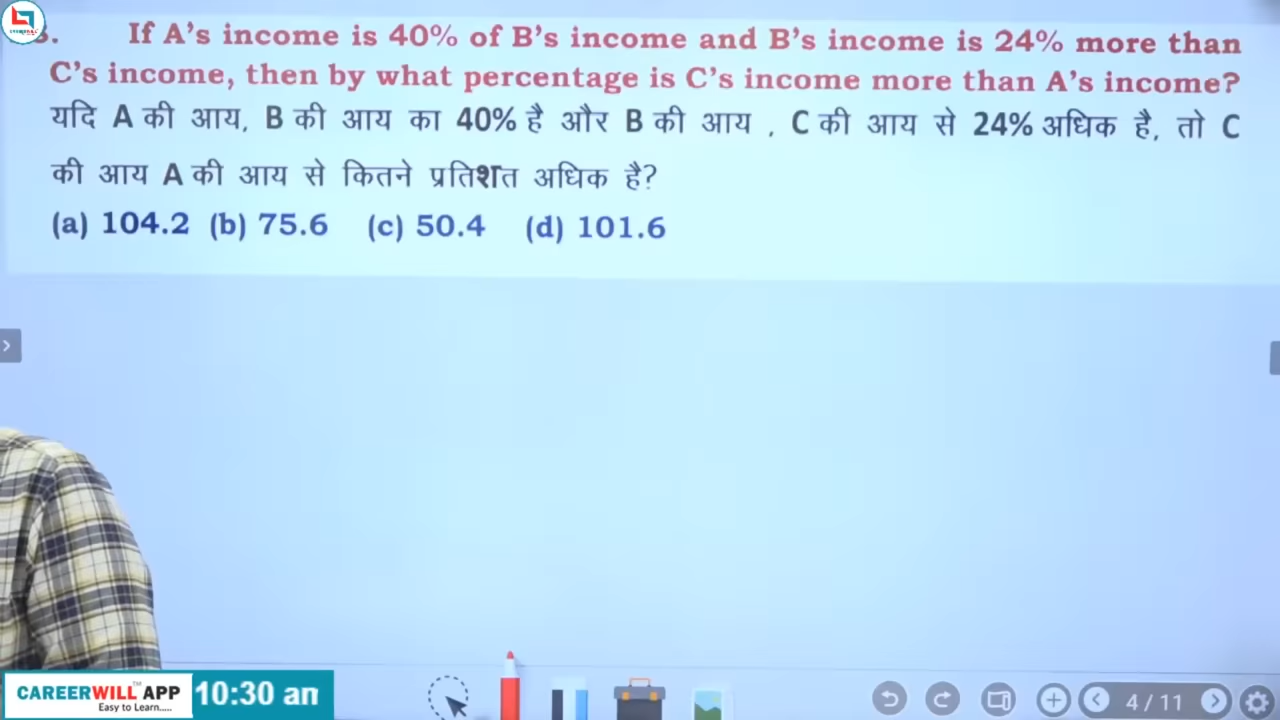 3. If A's income is 40% of B's income and B's income is 24% more than
C's income, then by what percentage is C's income more than A's income?
यदि A की आय, B की आय का 40% है और B की आय , C की आय से 24% अधिक है, तो C
की आय A की आय से कितने प्रतिशत अधिक है?
(a) 104.2 (b) 75.6 (c) 50.4 (d) 101.6
CAREERWILL APP
Easy to Learn.....
10:30 an
4 / 11